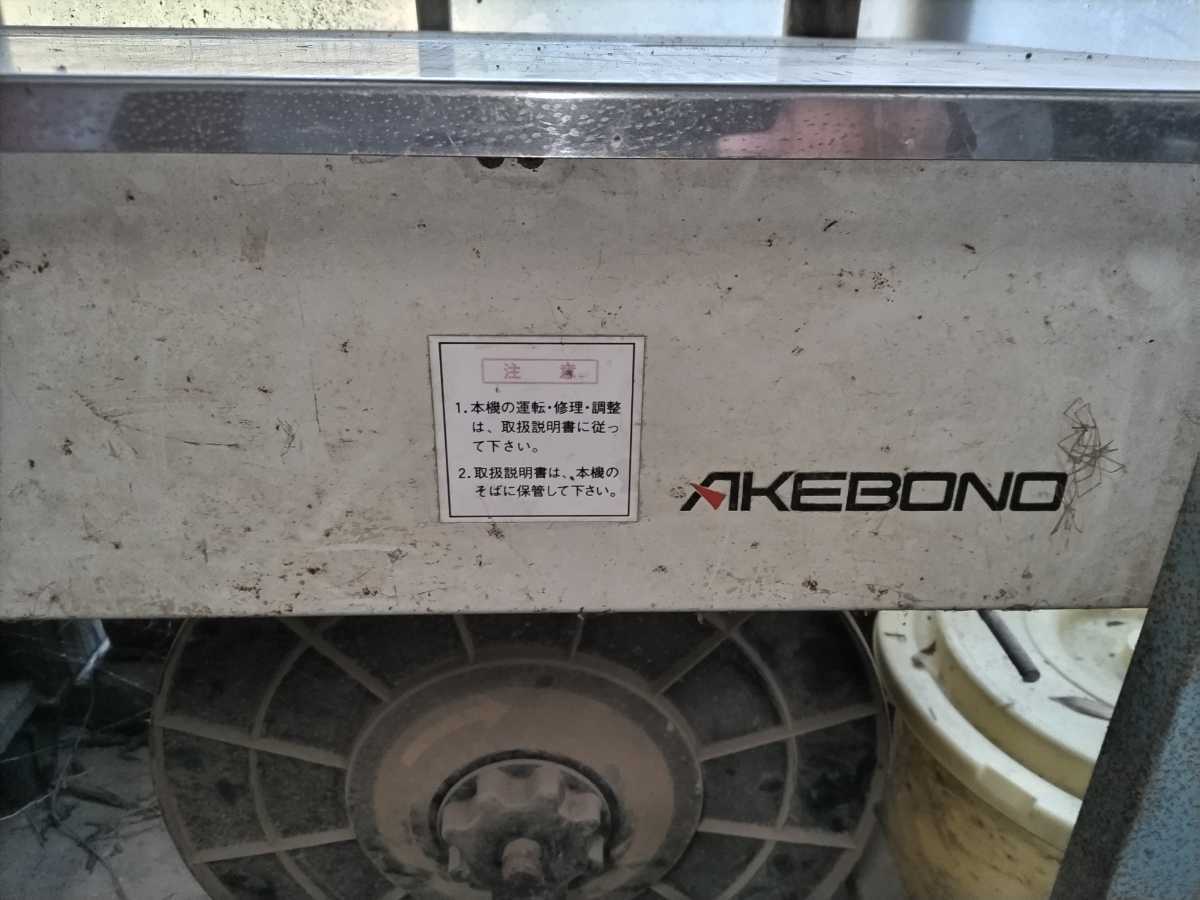 注 意
1.本機の運転・修理・調整
は、取扱説明書に従っ
て下さい。
2.取扱説明書は、本機の
そばに保管して下さい。
AKEBONO